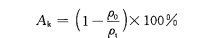 A_k = (1 − ρ_0/ρ_t) × 100%